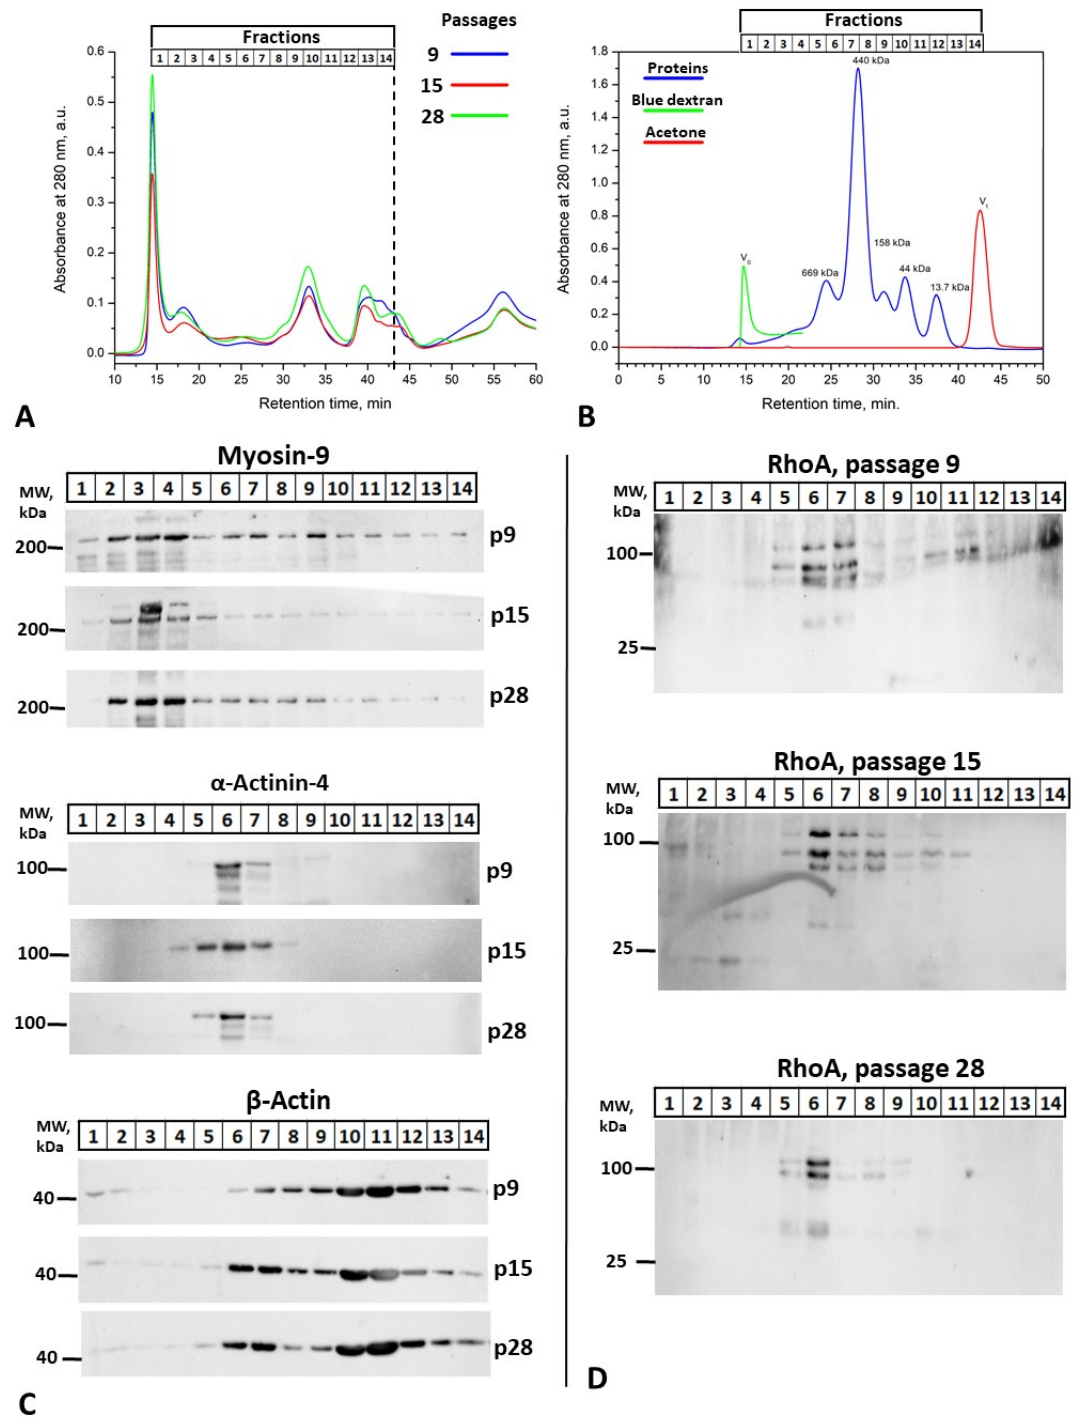 Fractions
1 2 3 4 5 6 7 8 9 10 11 12 13 14
Passages
9
15
28
0.6
0.5
0.4
0.3
0.2
0.1
0.0
Absorbance at 280 nm, a.u.
10 15 20 25 30 35 40 45 50 55 60
Retention time, min
A
Fractions
1 2 3 4 5 6 7 8 9 10 11 12 13 14
Proteins
Blue dextran
Acetone
1.8
1.6
1.4
1.2
1.0
0.8
0.6
0.4
0.2
0.0
Absorbance at 280 nm, a.u.
V₀
669 kDa
440 kDa
158 kDa
44 kDa
13.7 kDa
Vₜ
0 5 10 15 20 25 30 35 40 45 50
Retention time, min.
B
Myosin-9
MW, kDa
1 2 3 4 5 6 7 8 9 10 11 12 13 14
200
p9
200
p15
200
p28
α-Actinin-4
MW, kDa
1 2 3 4 5 6 7 8 9 10 11 12 13 14
100
p9
100
p15
100
p28
β-Actin
MW, kDa
1 2 3 4 5 6 7 8 9 10 11 12 13 14
40
p9
40
p15
40
p28
C
RhoA, passage 9
MW, kDa
1 2 3 4 5 6 7 8 9 10 11 12 13 14
100
25
RhoA, passage 15
MW, kDa
1 2 3 4 5 6 7 8 9 10 11 12 13 14
100
25
RhoA, passage 28
MW, kDa
1 2 3 4 5 6 7 8 9 10 11 12 13 14
100
25
D